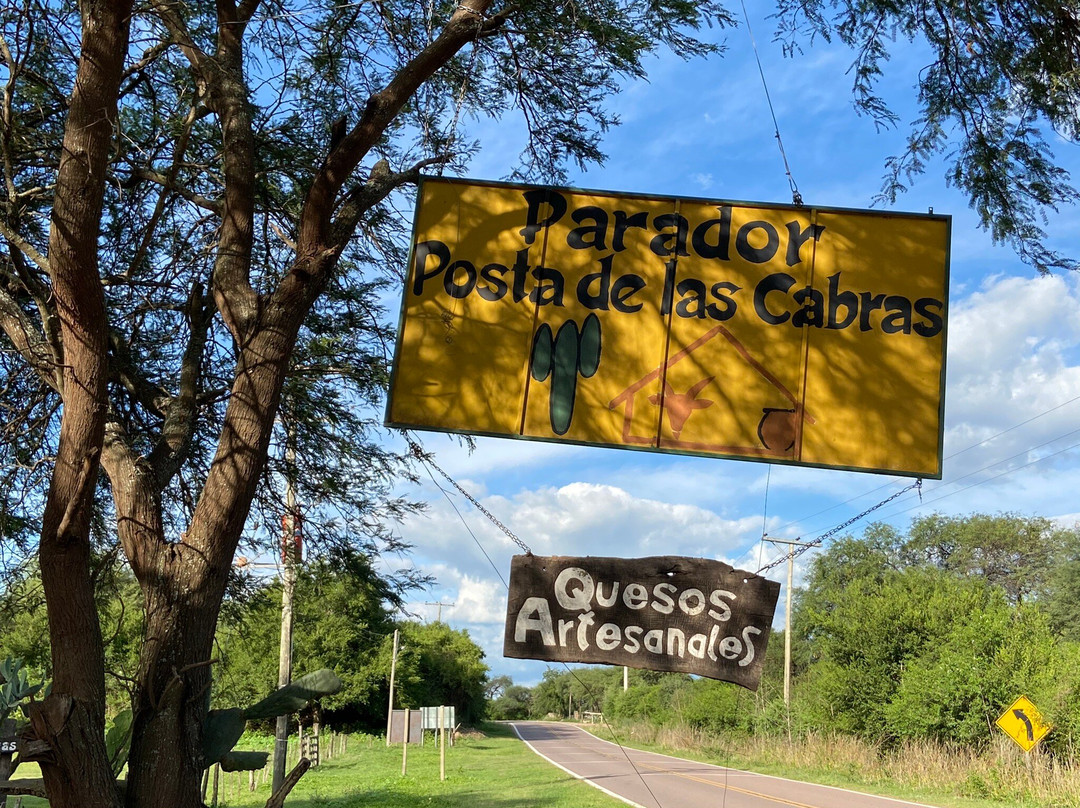 Parador
Posta de las Cabras
Quesos
Artesanales